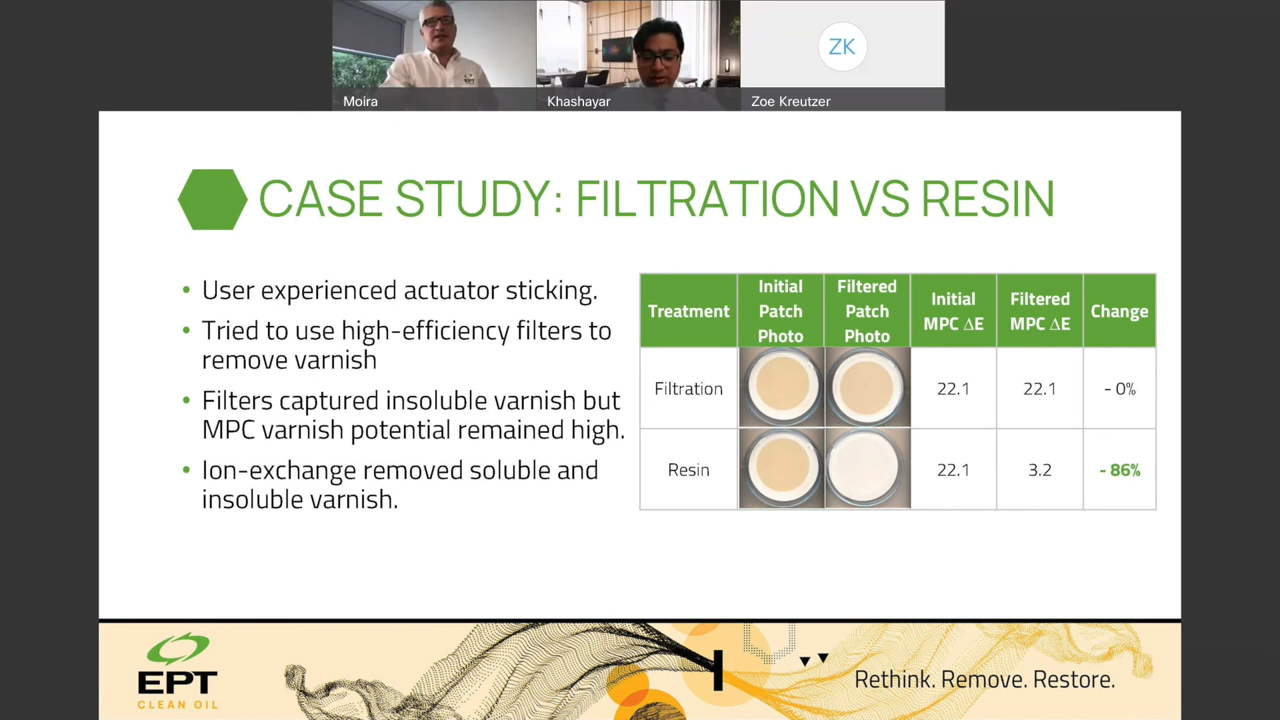 Moira
Khashayar
ZK
Zoe Kreutzer
EPT
CASE STUDY: FILTRATION VS RESIN
• User experienced actuator sticking.
• Tried to use high-efficiency filters to
remove varnish
• Filters captured insoluble varnish but
MPC varnish potential remained high.
• Ion-exchange removed soluble and
insoluble varnish.
Treatment
Initial
Patch
Photo
Filtered
Patch
Photo
Initial
MPC ΔE
Filtered
MPC ΔE
Change
Filtration
22.1
22.1
- 0%
Resin
22.1
3.2
- 86%
EPT
CLEAN OIL
Rethink. Remove. Restore.